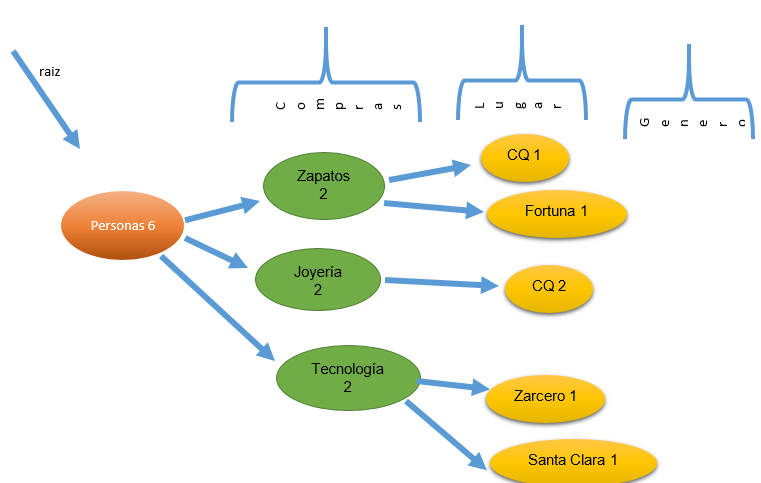 raiz
Compras
Lugar
Genero
Personas 6
Zapatos
2
Joyería
2
Tecnología
2
CQ 1
Fortuna 1
CQ 2
Zarcero 1
Santa Clara 1